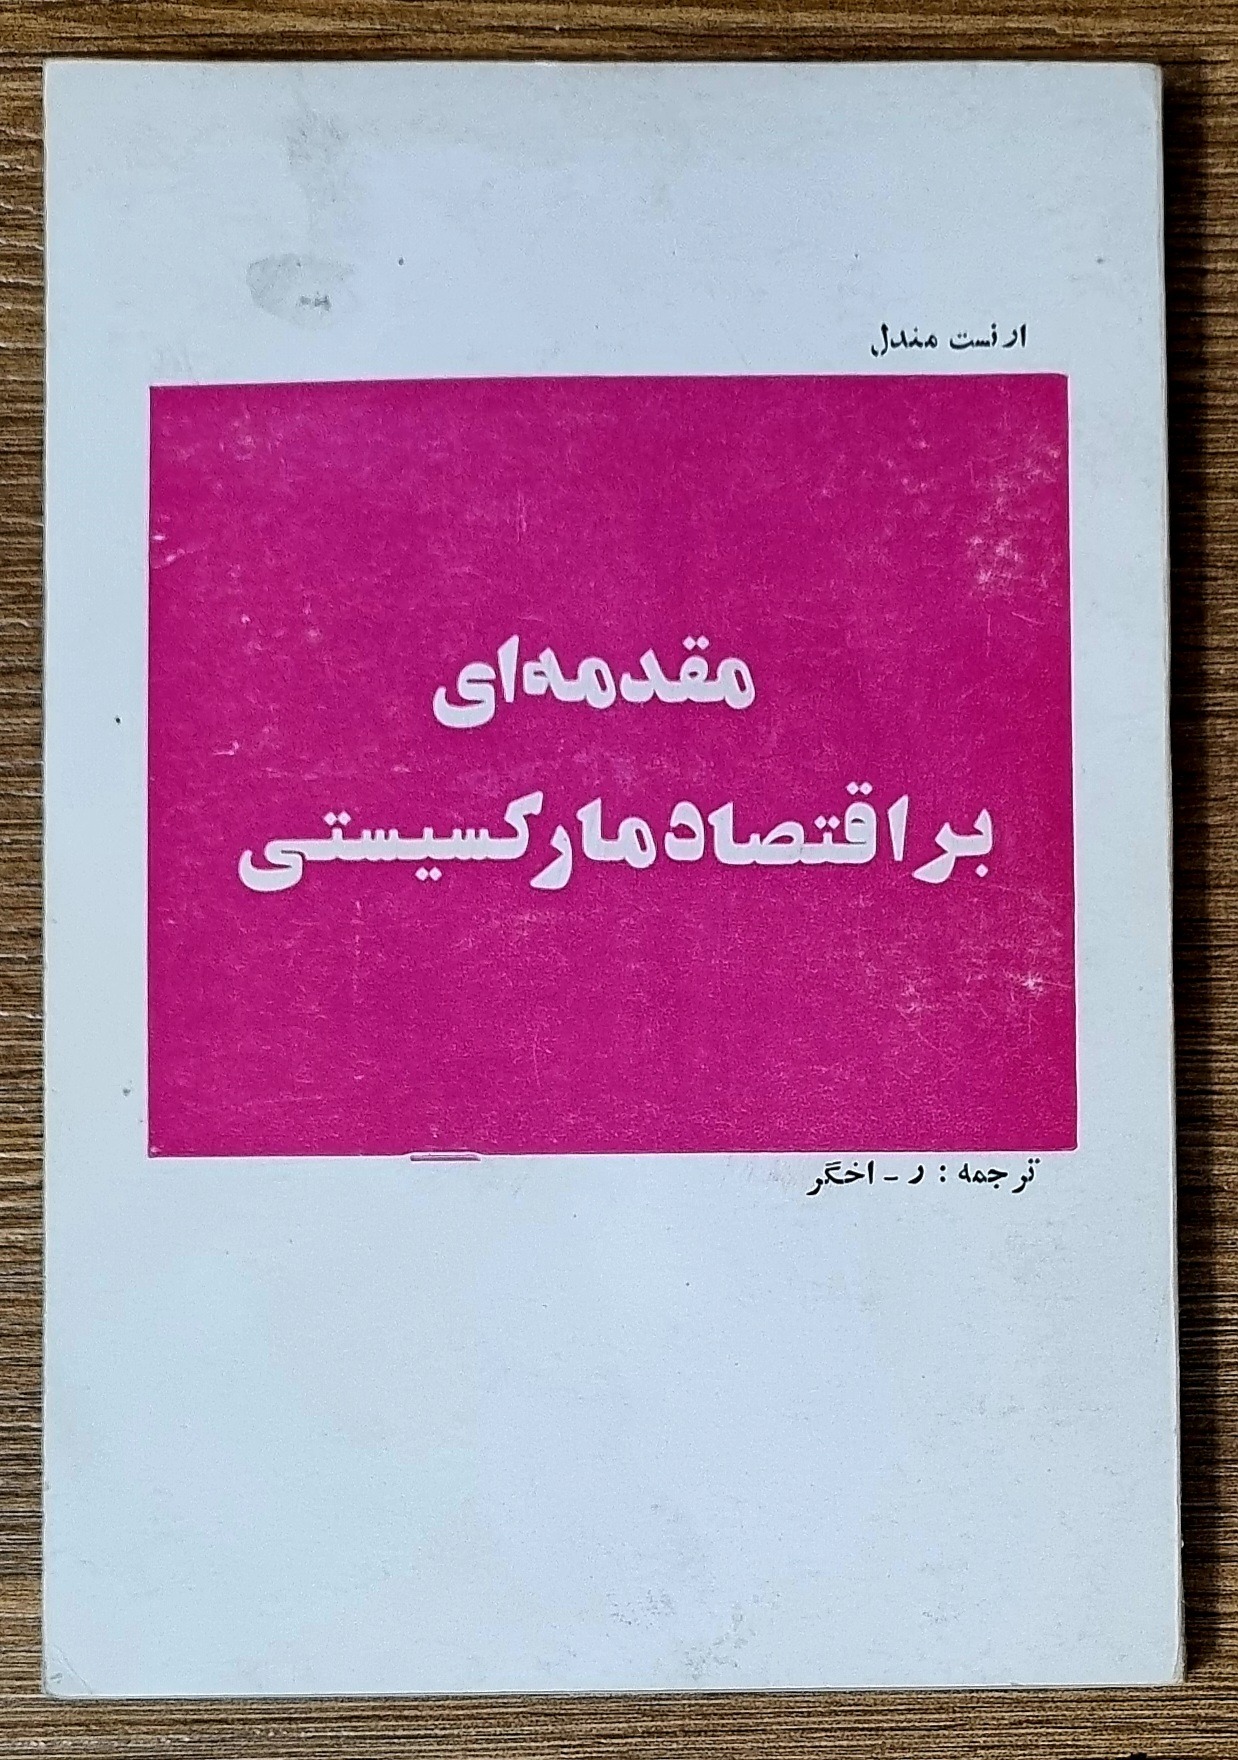 ارنست مندل
مقدمه‌ای
بر اقتصاد مارکسیستی
ترجمه : ر - اخگر